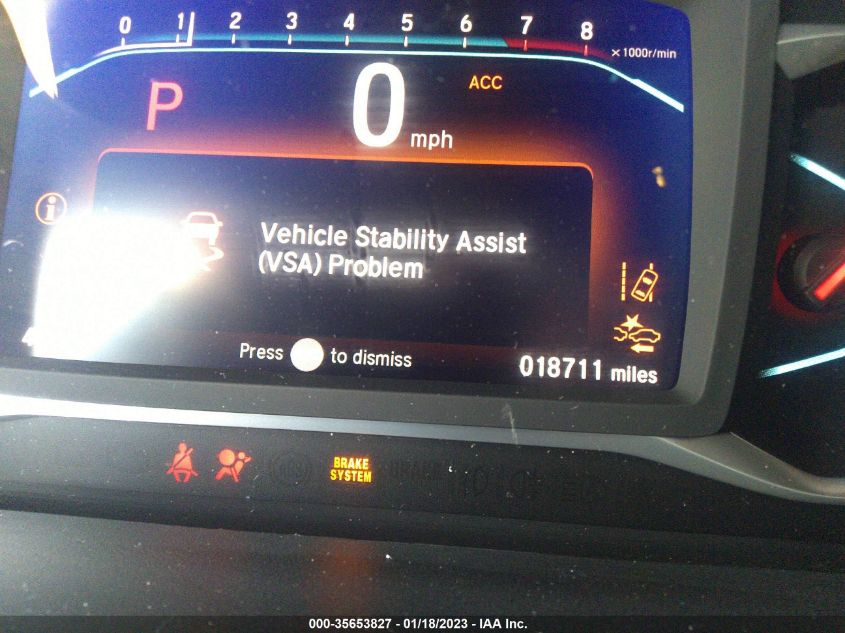 0 1 2 3 4 5 6 7 8
x1000r/min
P 0 mph ACC
i
Vehicle Stability Assist
(VSA) Problem
Press to dismiss
018711 miles
BRAKE
SYSTEM
000-35653827 - 01/18/2023 - IAA Inc.